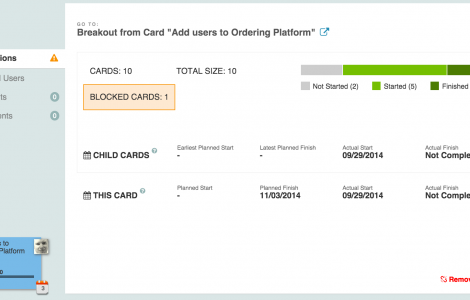 GO TO:
Breakout from Card "Add users to Ordering Platform"
CARDS: 10 TOTAL SIZE: 10
BLOCKED CARDS: 1
Not Started (2) Started (5) Finished
Users
0
0
Earliest Planned Start Latest Planned Finish Actual Start Actual Finish
CHILD CARDS ? - - 09/29/2014 Not Comple
Planned Start Planned Finish Actual Start Actual Finish
THIS CARD ? - 11/03/2014 09/29/2014 Not Comple
to
Platform
3
Remov